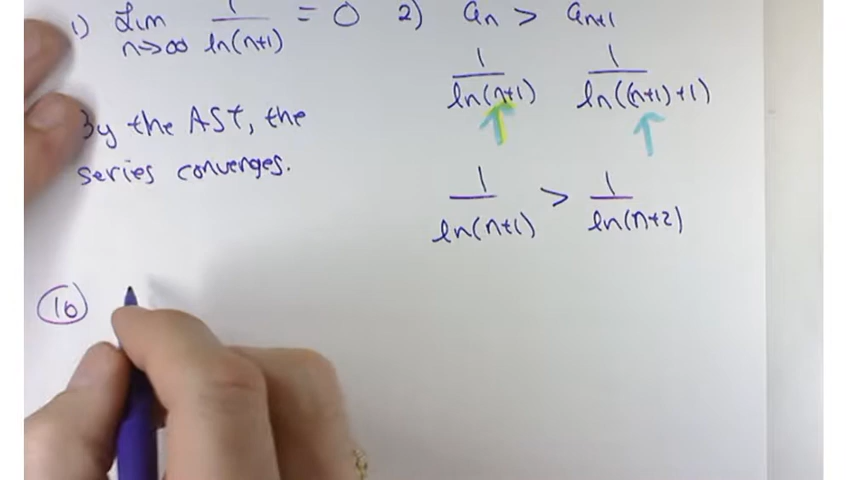 1) Lim 1/ln(n+1) = 0
n→∞
By the AST, the
series converges.
2) an > an+1
1/ln(n+1) 1/ln((n+1)+1)
1/ln(n+1) > 1/ln(n+2)
16